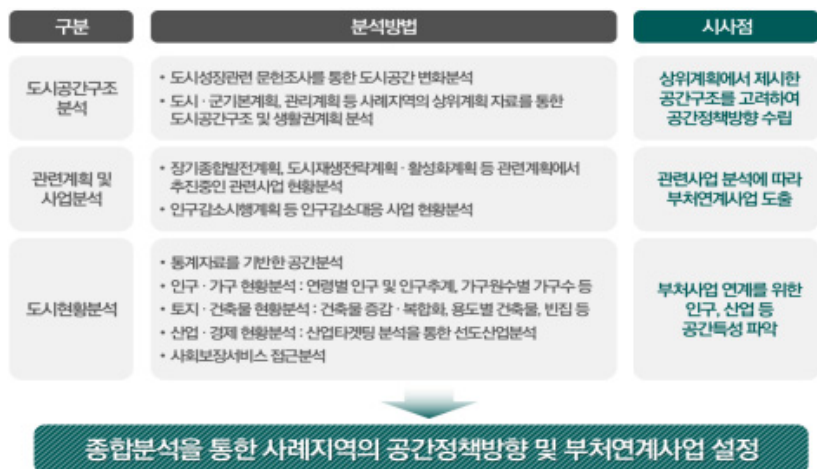 구분
분석방법
시사점
도시공간구조
분석
• 도시성장관련 문헌조사를 통한 도시공간 변화분석
• 도시 · 군기본계획, 관리계획 등 사례지역의 상위계획 자료를 통한
도시공간구조 및 생활권계획 분석
상위계획에서 제시한
공간구조를 고려하여
공간정책방향 수립
관련계획 및
사업분석
• 장기종합발전계획, 도시재생전략계획 · 활성화계획 등 관련계획에서
추진중인 관련사업 현황분석
• 인구감소시행계획 등 인구감소대응 사업 현황분석
관련사업 분석에 따라
부처연계사업 도출
도시현황분석
• 통계자료를 기반한 공간분석
• 인구 · 가구 현황분석 : 연령별 인구 및 인구추계, 가구원수별 가구수 등
• 토지 · 건축물 현황분석 : 건축물 증감 · 복합화, 용도별 건축물, 빈집 등
• 산업 · 경제 현황분석 : 산업타겟팅 분석을 통한 선도산업분석
• 사회보장서비스 접근분석
부처사업 연계를 위한
인구, 산업 등
공간특성 파악
종합분석을 통한 사례지역의 공간정책방향 및 부처연계사업 설정